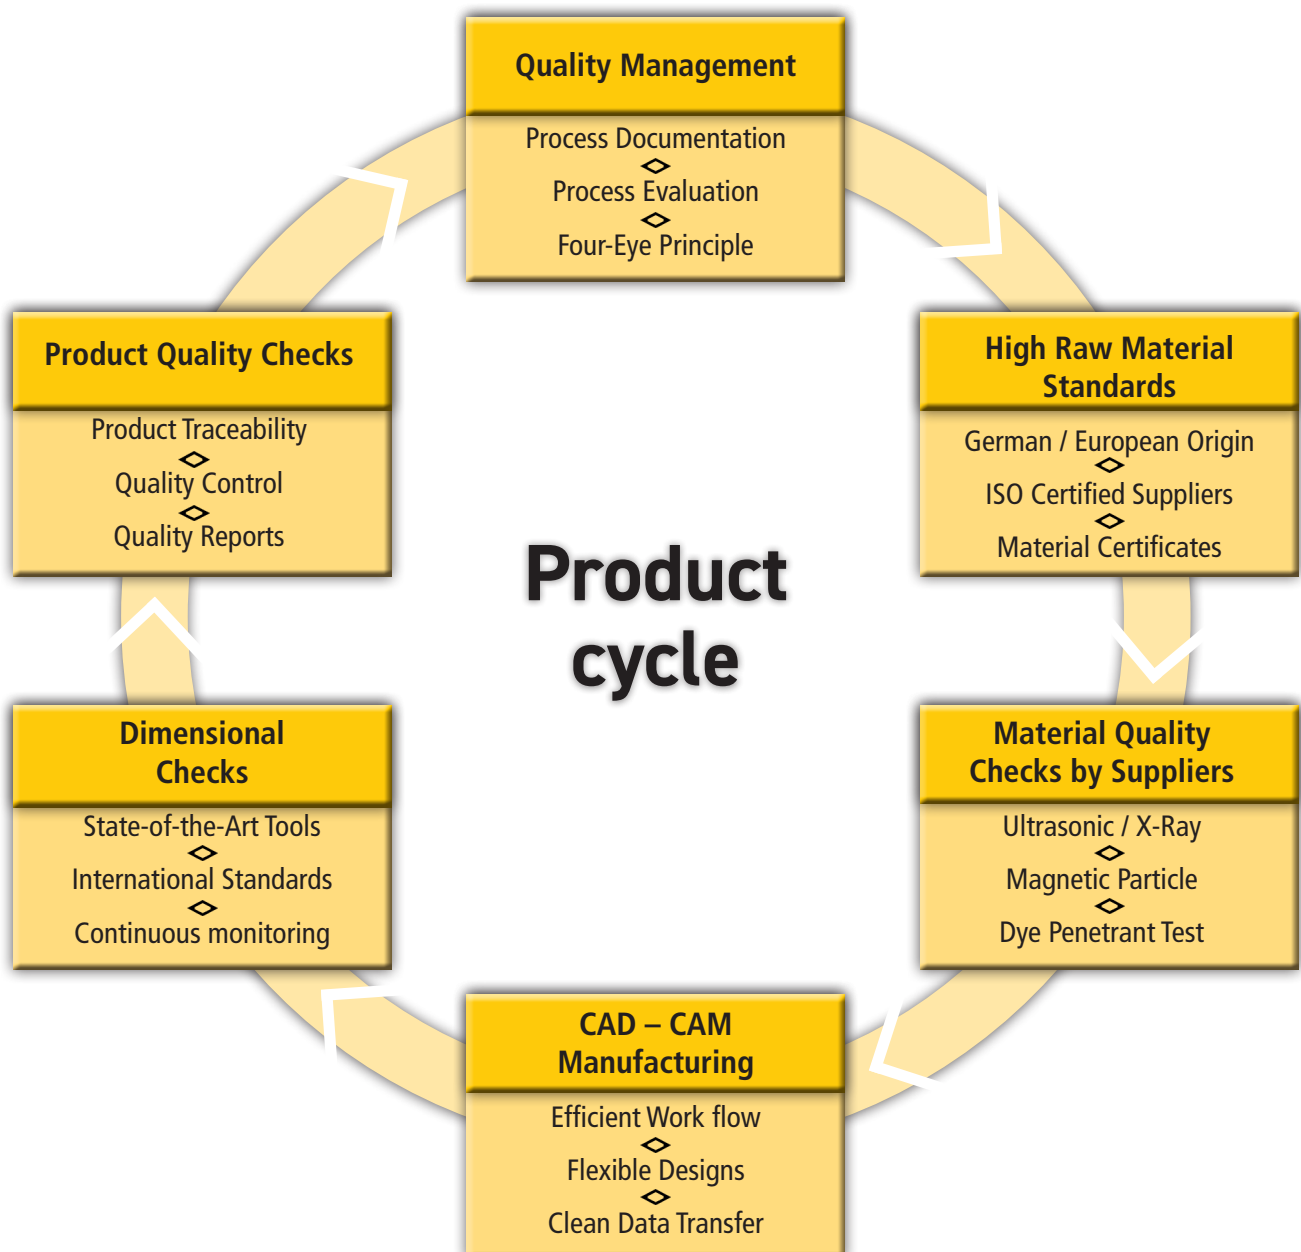 Quality Management
Process Documentation
Process Evaluation
Four-Eye Principle
High Raw Material
Standards
German / European Origin
ISO Certified Suppliers
Material Certificates
Material Quality
Checks by Suppliers
Ultrasonic / X-Ray
Magnetic Particle
Dye Penetrant Test
CAD – CAM
Manufacturing
Efficient Work flow
Flexible Designs
Clean Data Transfer
Dimensional
Checks
State-of-the-Art Tools
International Standards
Continuous monitoring
Product Quality Checks
Product Traceability
Quality Control
Quality Reports
Product
cycle